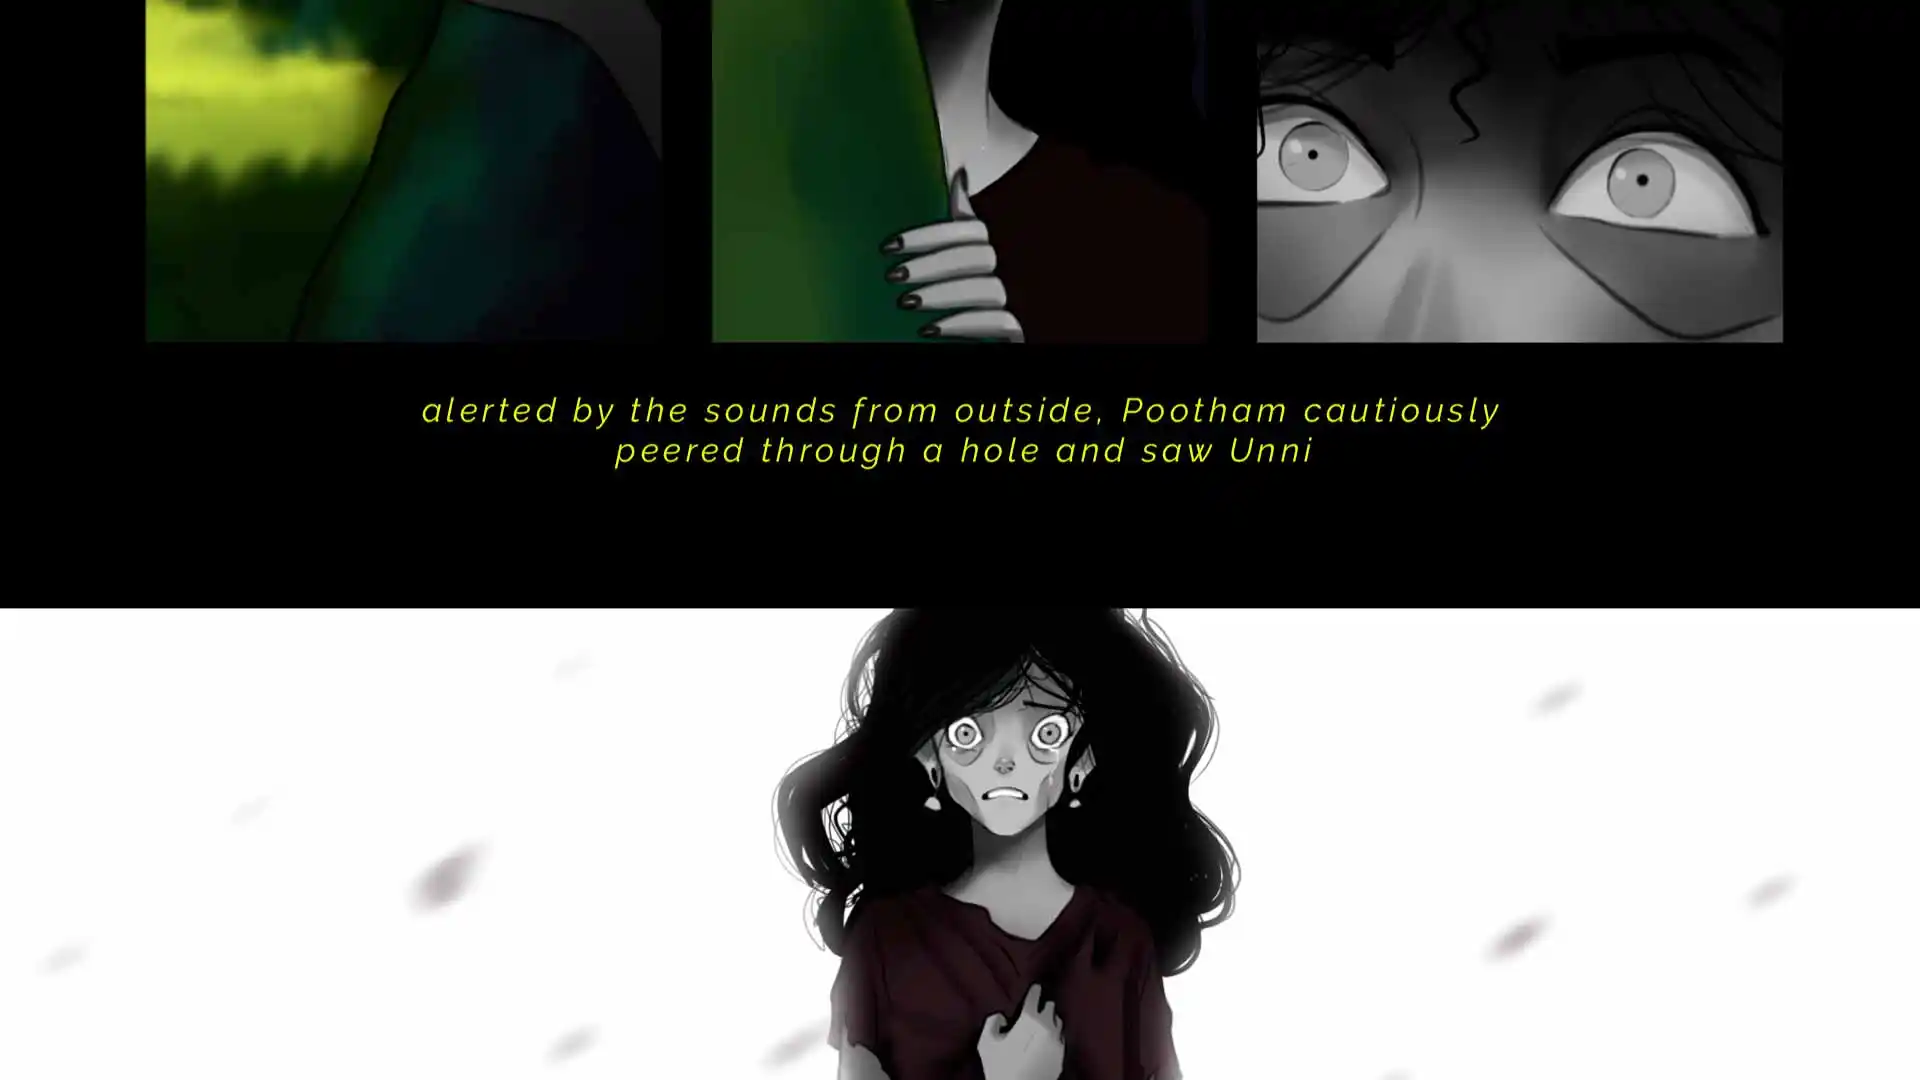 alerted by the sounds from outside, Pootham cautiously
peered through a hole and saw Unni